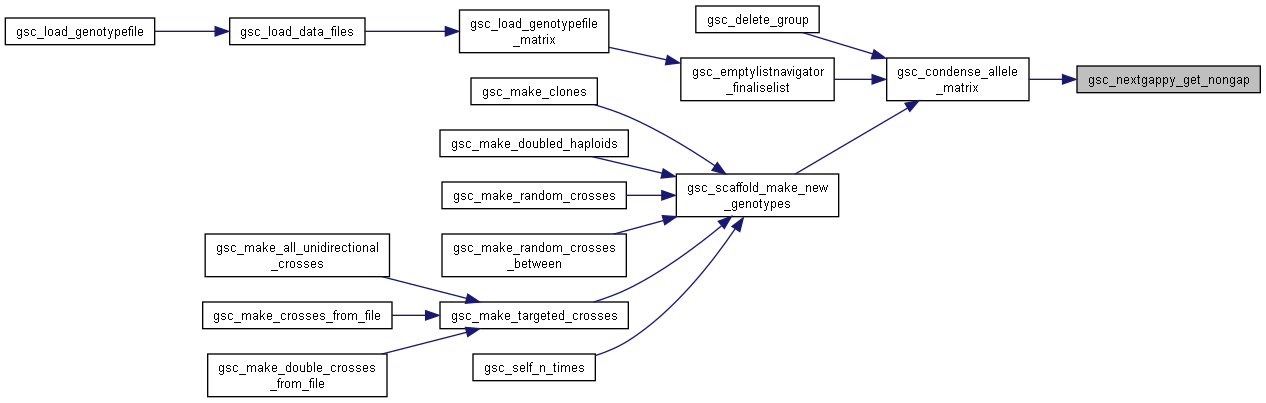 gsc_load_genotypefile
gsc_load_data_files
gsc_load_genotypefile
_matrix
gsc_delete_group
gsc_emptylistnavigator
_finaliselist
gsc_condense_allele
_matrix
gsc_nextgappy_get_nongap
gsc_make_clones
gsc_make_doubled_haploids
gsc_make_random_crosses
gsc_make_random_crosses
_between
gsc_scaffold_make_new
_genotypes
gsc_make_all_unidirectional
_crosses
gsc_make_crosses_from_file
gsc_make_double_crosses
_from_file
gsc_make_targeted_crosses
gsc_self_n_times